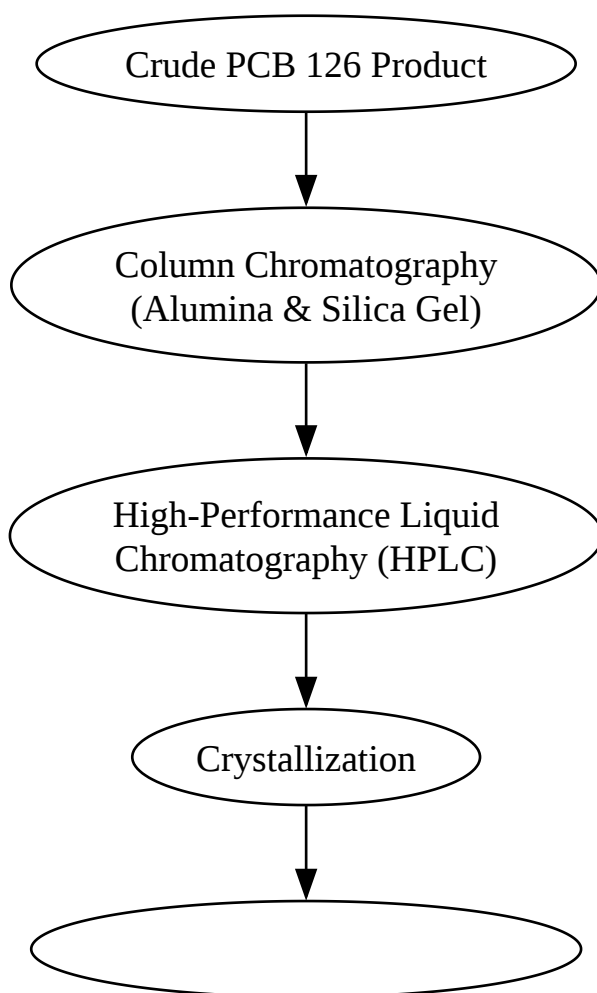 Crude PCB 126 Product
Column Chromatography
(Alumina & Silica Gel)
High-Performance Liquid
Chromatography (HPLC)
Crystallization